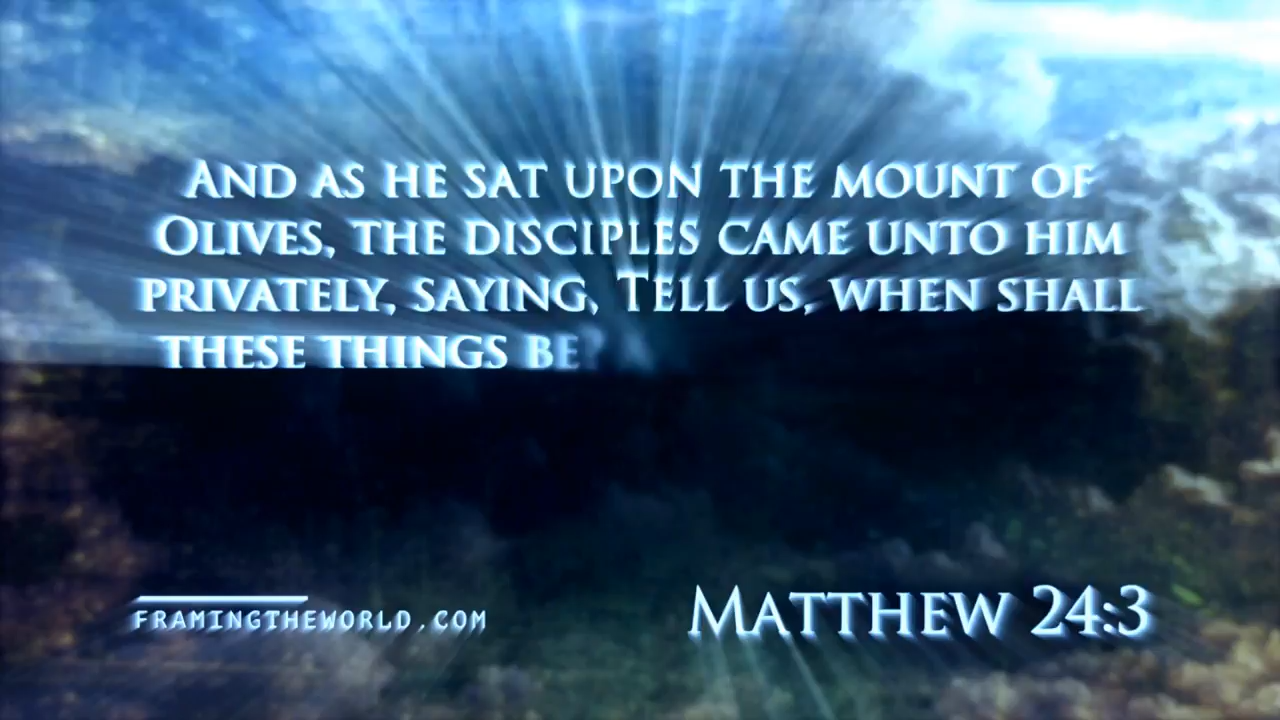 And as he sat upon the mount of
Olives, the disciples came unto him
privately, saying, Tell us, when shall
these things be?
framingtheworld.com
Matthew 24:3